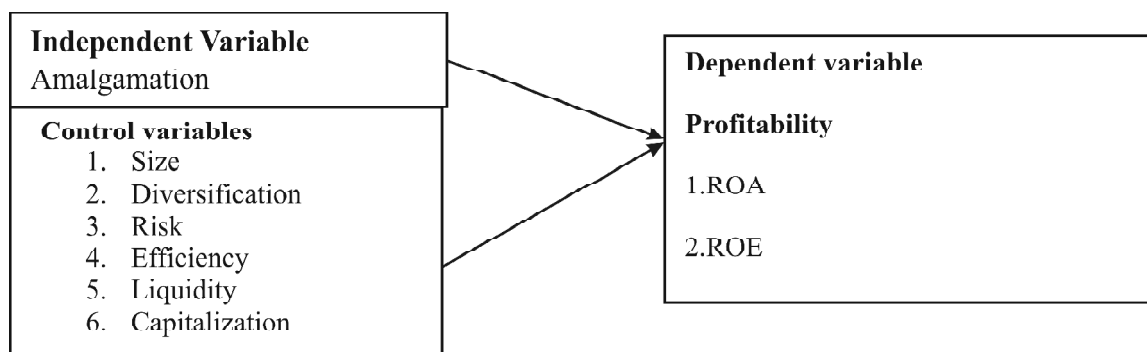 Independent Variable
Amalgamation
Control variables
1. Size
2. Diversification
3. Risk
4. Efficiency
5. Liquidity
6. Capitalization
Dependent variable
Profitability
1.ROA
2.ROE